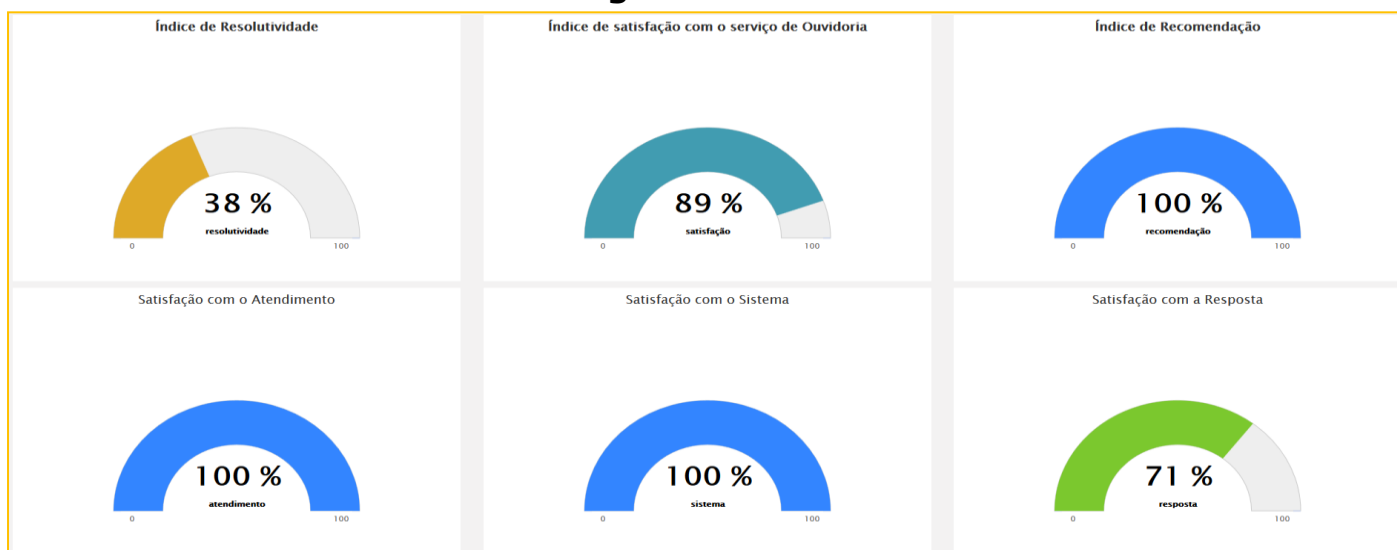 Índice de Resolutividade
38 %
resolutividade
0 100
Índice de satisfação com o serviço de Ouvidoria
89 %
satisfação
0 100
Índice de Recomendação
100 %
recomendação
0 100
Satisfação com o Atendimento
100 %
atendimento
0 100
Satisfação com o Sistema
100 %
sistema
0 100
Satisfação com a Resposta
71 %
resposta
0 100